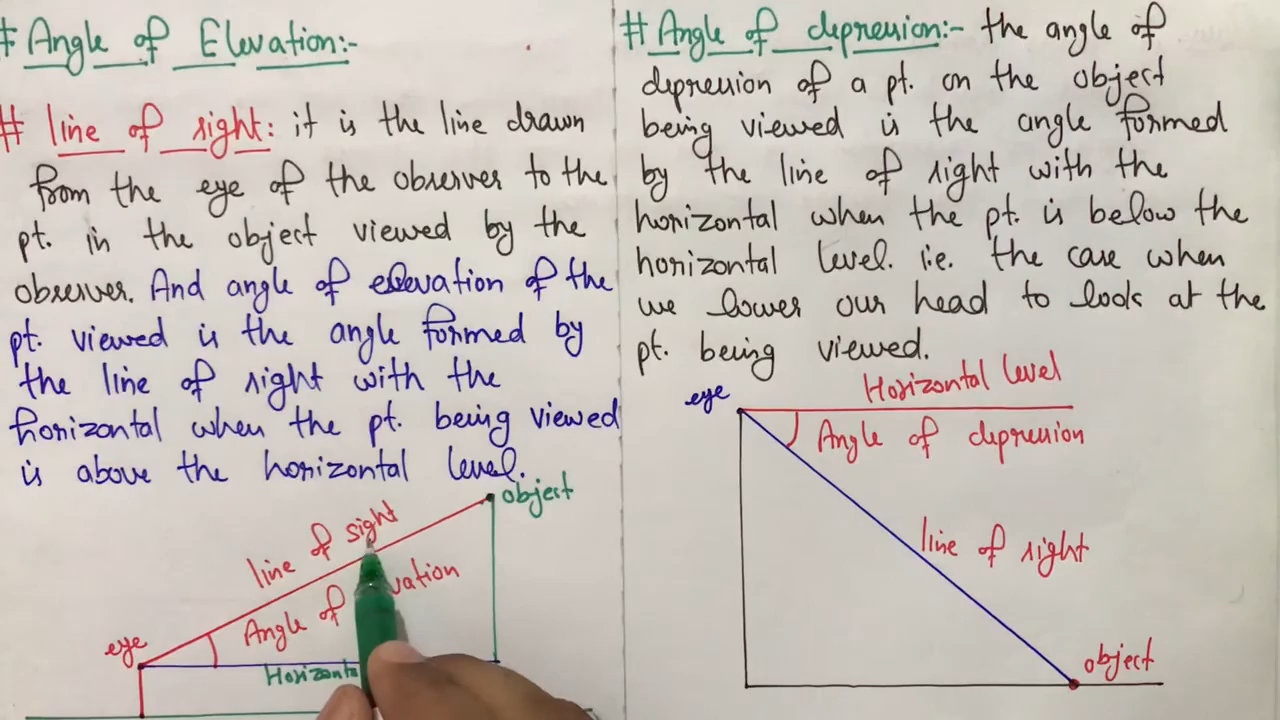 # Angle of Elevation:-
# line of sight: it is the line drawn
from the eye of the observer to the
pt. in the object viewed by the
observer. And angle of elevation of the
pt. viewed is the angle formed by
the line of sight with the
horizontal when the pt. being viewed
is above the horizontal level.
object
line of sight
Angle of
vation
eye
Horizonta
# Angle of depression:- the angle of
depression of a pt. on the object
being viewed is the angle formed
by the line of sight with the
horizontal when the pt. is below the
horizontal level. i.e. the case when
we lower our head to look at the
pt. being viewed.
Horizontal level
eye
Angle of depression
line of sight
object